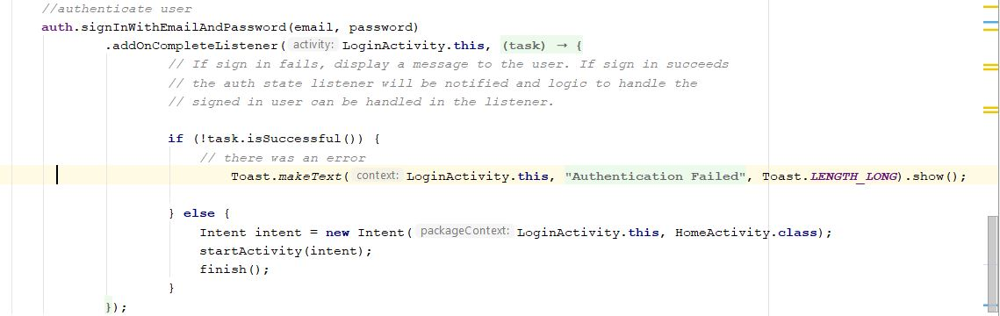 //authenticate user
auth.signInWithEmailAndPassword(email, password)
.addOnCompleteListener( activity: LoginActivity.this, (task) → {
// If sign in fails, display a message to the user. If sign in succeeds
// the auth state listener will be notified and logic to handle the
// signed in user can be handled in the listener.
if (!task.isSuccessful()) {
// there was an error
Toast.makeText( context: LoginActivity.this, "Authentication Failed", Toast.LENGTH_LONG).show();
} else {
Intent intent = new Intent( packageContext: LoginActivity.this, HomeActivity.class);
startActivity(intent);
finish();
}
});